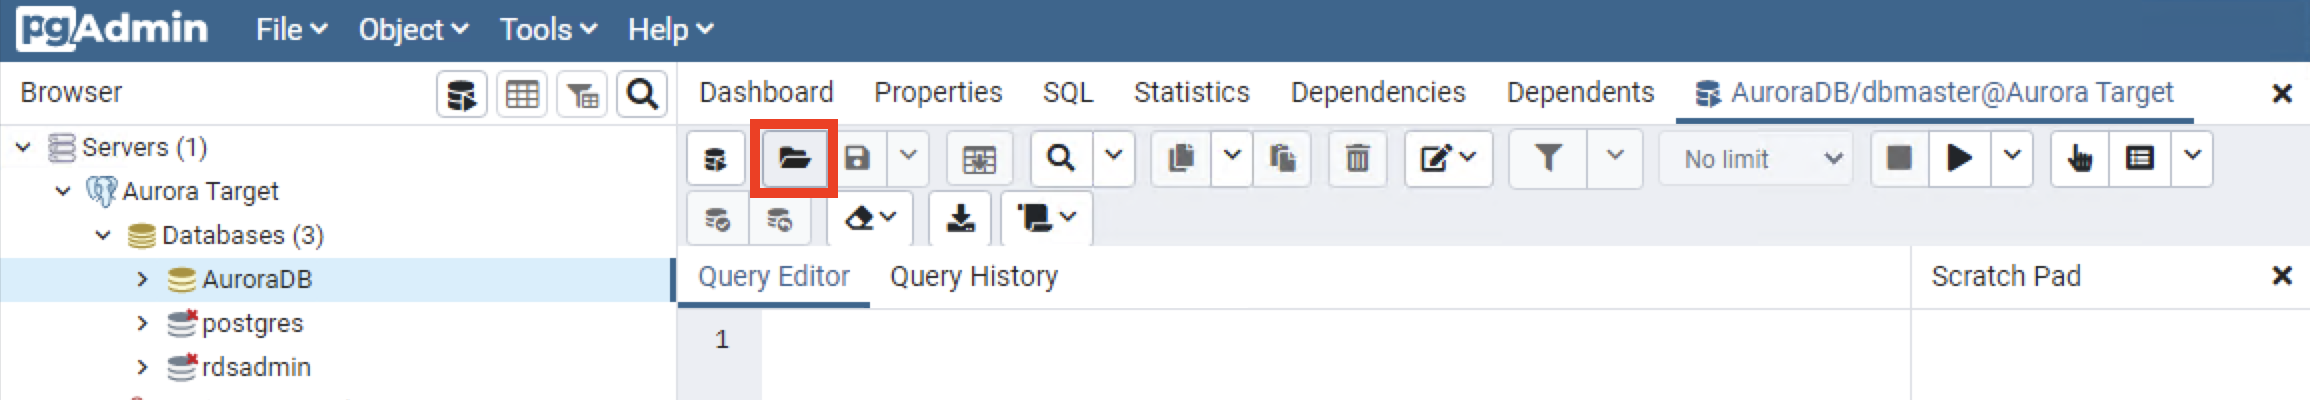 pgAdmin File Object Tools Help
Browser
Dashboard Properties SQL Statistics Dependencies Dependents AuroraDB/dbmaster@Aurora Target
Servers (1)
Aurora Target
Databases (3)
AuroraDB
postgres
rdsadmin
No limit
Query Editor Query History
Scratch Pad
1